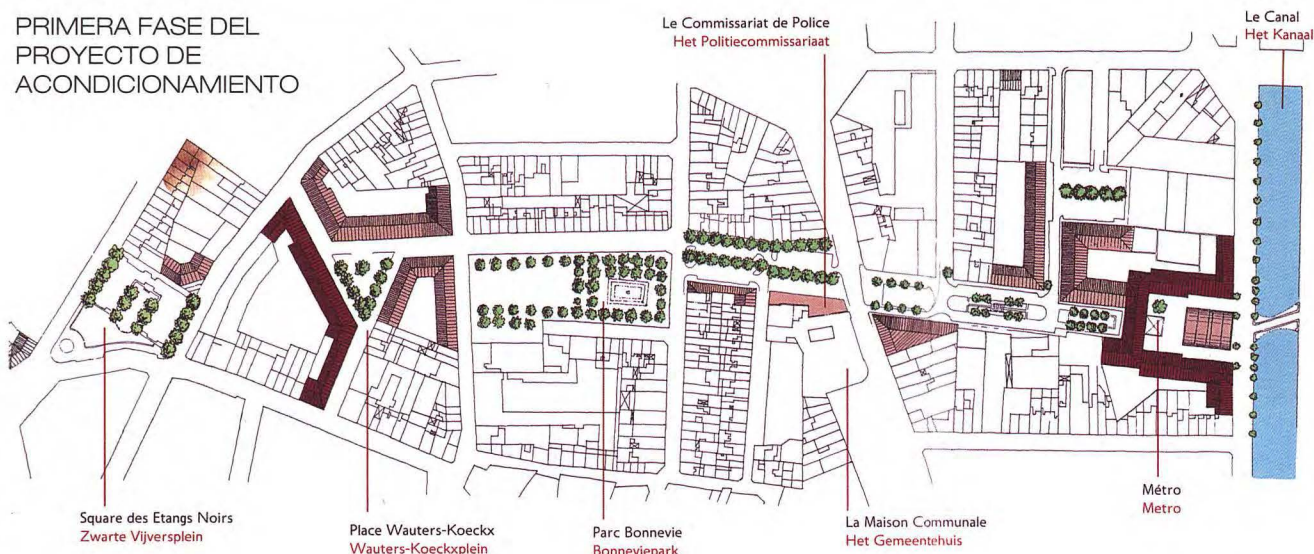 PRIMERA FASE DEL
PROYECTO DE
ACONDICIONAMIENTO
Le Commissariat de Police
Het Politiecommissariaat
Le Canal
Het Kanaal
Square des Etangs Noirs
Zwarte Vijversplein
Place Wauters-Koeckx
Wauters-Koeckxplein
Parc Bonnevie
Bonneviepark
La Maison Communale
Het Gemeentehuis
Métro
Metro